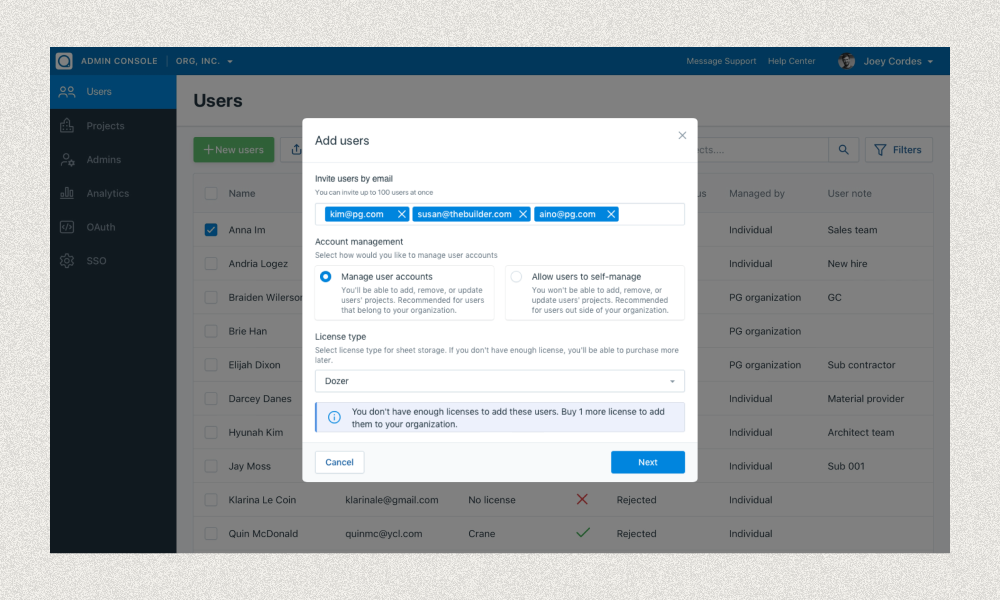 ADMIN CONSOLE ORG, INC.
Message Support Help Center Joey Cordes
Users
Projects
Admins
Analytics
OAuth
SSO
Users
New users
Filters
Name Managed by User note
Anna Im Individual Sales team
Andria Logez Individual New hire
Braiden Wilerson PG organization GC
Brie Han PG organization
Elijah Dixon PG organization Sub contractor
Darcey Danes Individual Material provider
Hyunah Kim Individual Architect team
Jay Moss Individual Sub 001
Klarina Le Coin klarinale@gmail.com No license Rejected Individual
Quin McDonald quinmc@ycl.com Crane Rejected Individual
Add users
Invite users by email
You can invite up to 100 users at once
kim@pg.com susan@thebuilder.com aino@pg.com
Account management
Select how would you like to manage user accounts
Manage user accounts
You'll be able to add, remove, or update
users' projects. Recommended for users
that belong to your organization.
Allow users to self-manage
You won't be able to add, remove, or
update users' projects. Recommended
for users out side of your organization.
License type
Select license type for sheet storage. If you don't have enough license, you'll be able to purchase more
later.
Dozer
You don't have enough licenses to add these users. Buy 1 more license to add
them to your organization.
Cancel Next